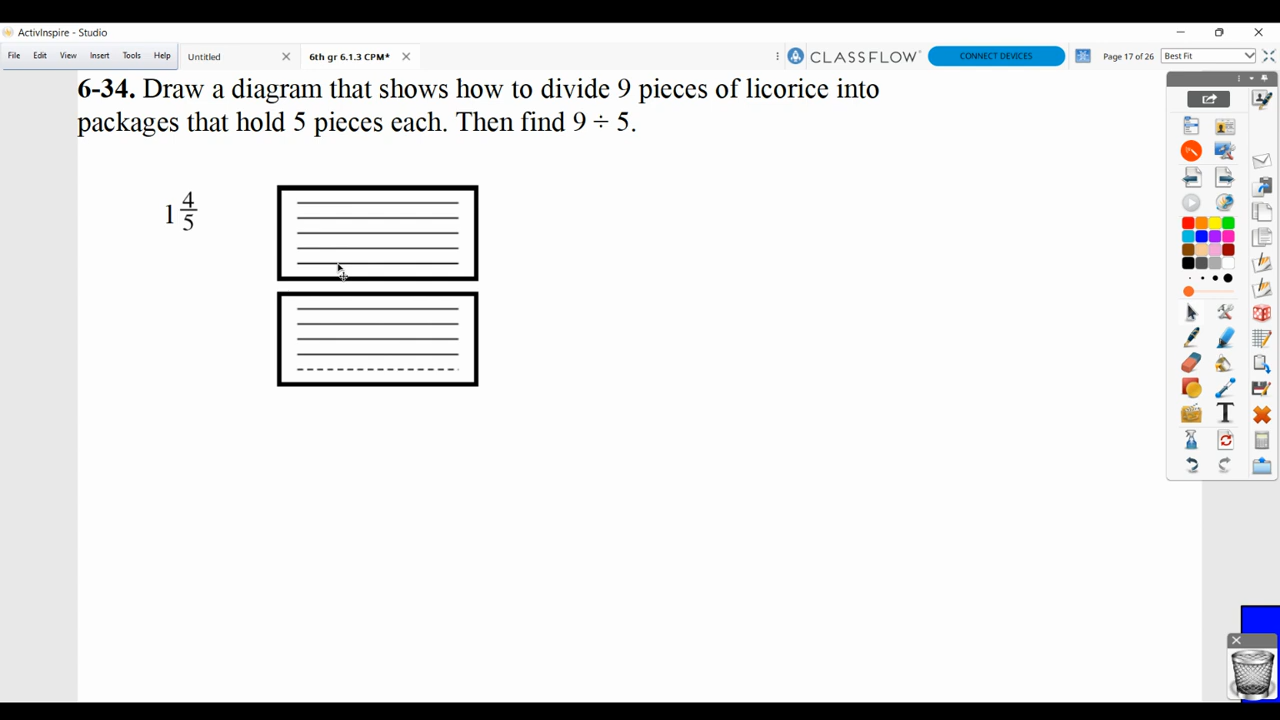 ActivInspire - Studio
File Edit View Insert Tools Help Untitled 6th gr 6.1.3 CPM* CLASSFLOW CONNECT DEVICES Page 17 of 26 Best Fit
6-34. Draw a diagram that shows how to divide 9 pieces of licorice into
packages that hold 5 pieces each. Then find 9 ÷ 5.
1 4/5
T